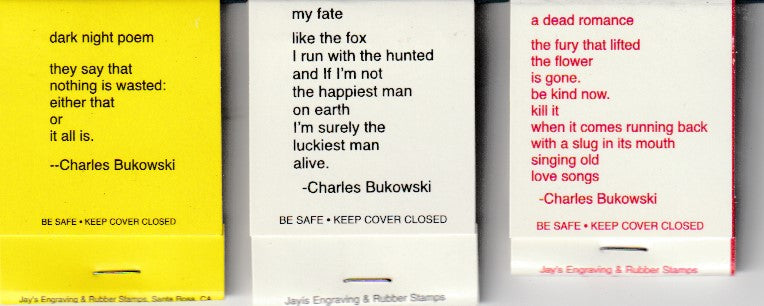 dark night poem
they say that
nothing is wasted:
either that
or
it all is.
--Charles Bukowski
BE SAFE • KEEP COVER CLOSED
Jay's Engraving & Rubber Stamps, Santa Rosa, CA
my fate
like the fox
I run with the hunted
and If I'm not
the happiest man
on earth
I'm surely the
luckiest man
alive.
-Charles Bukowski
BE SAFE • KEEP COVER CLOSED
Jay's Engraving & Rubber Stamps
a dead romance
the fury that lifted
the flower
is gone.
be kind now.
kill it
when it comes running back
with a slug in its mouth
singing old
love songs
-Charles Bukowski
BE SAFE • KEEP COVER CLOSED
Jay's Engraving & Rubber Stamps